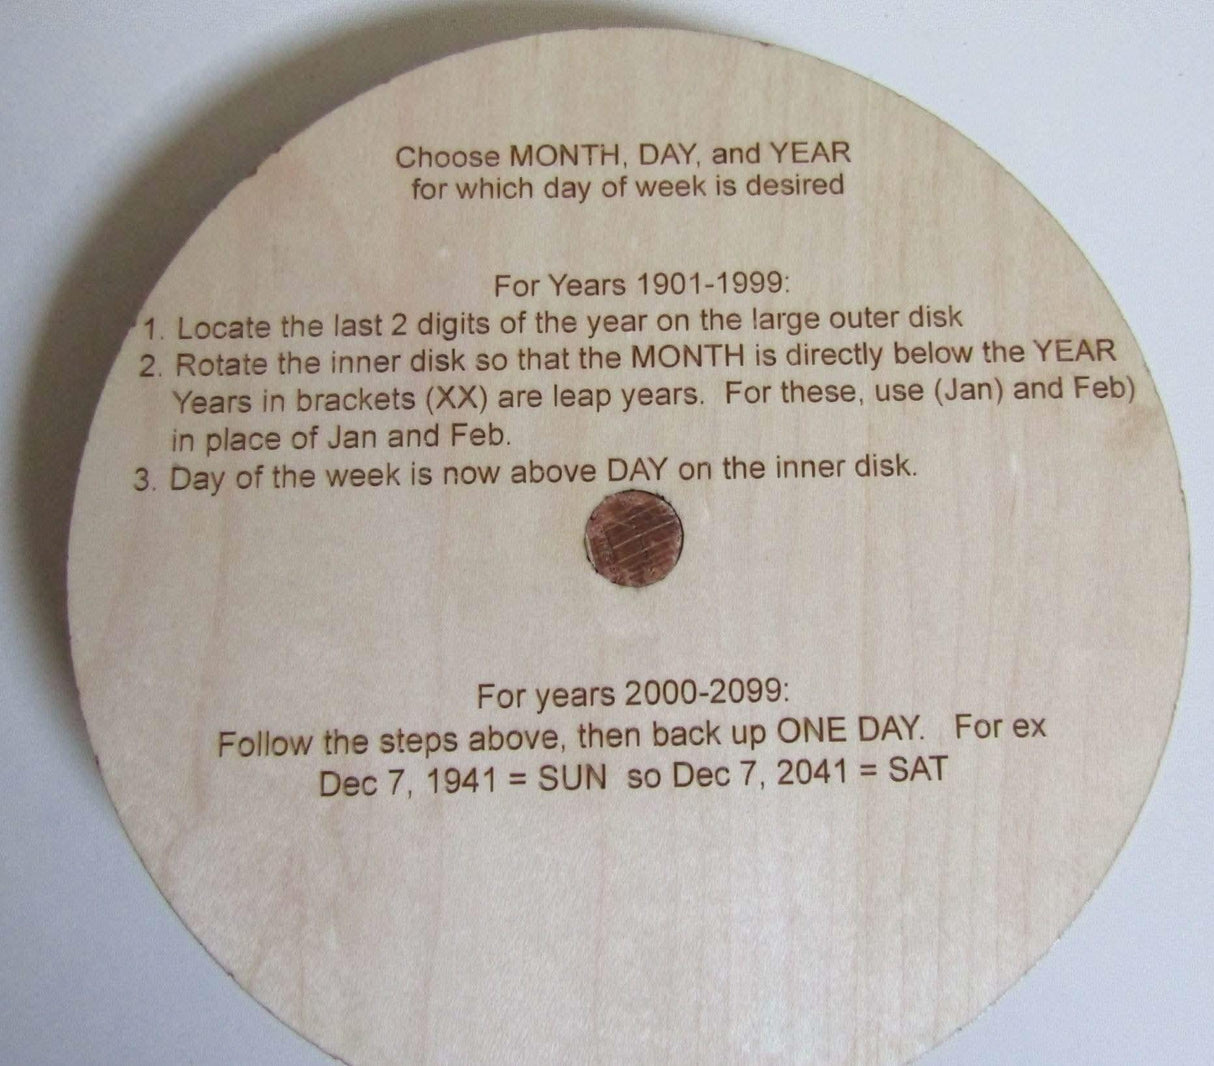 Choose MONTH, DAY, and YEAR
for which day of week is desired
For Years 1901-1999:
1. Locate the last 2 digits of the year on the large outer disk
2. Rotate the inner disk so that the MONTH is directly below the YEAR
Years in brackets (XX) are leap years. For these, use (Jan) and Feb)
in place of Jan and Feb.
3. Day of the week is now above DAY on the inner disk.
For years 2000-2099:
Follow the steps above, then back up ONE DAY. For ex
Dec 7, 1941 = SUN so Dec 7, 2041 = SAT